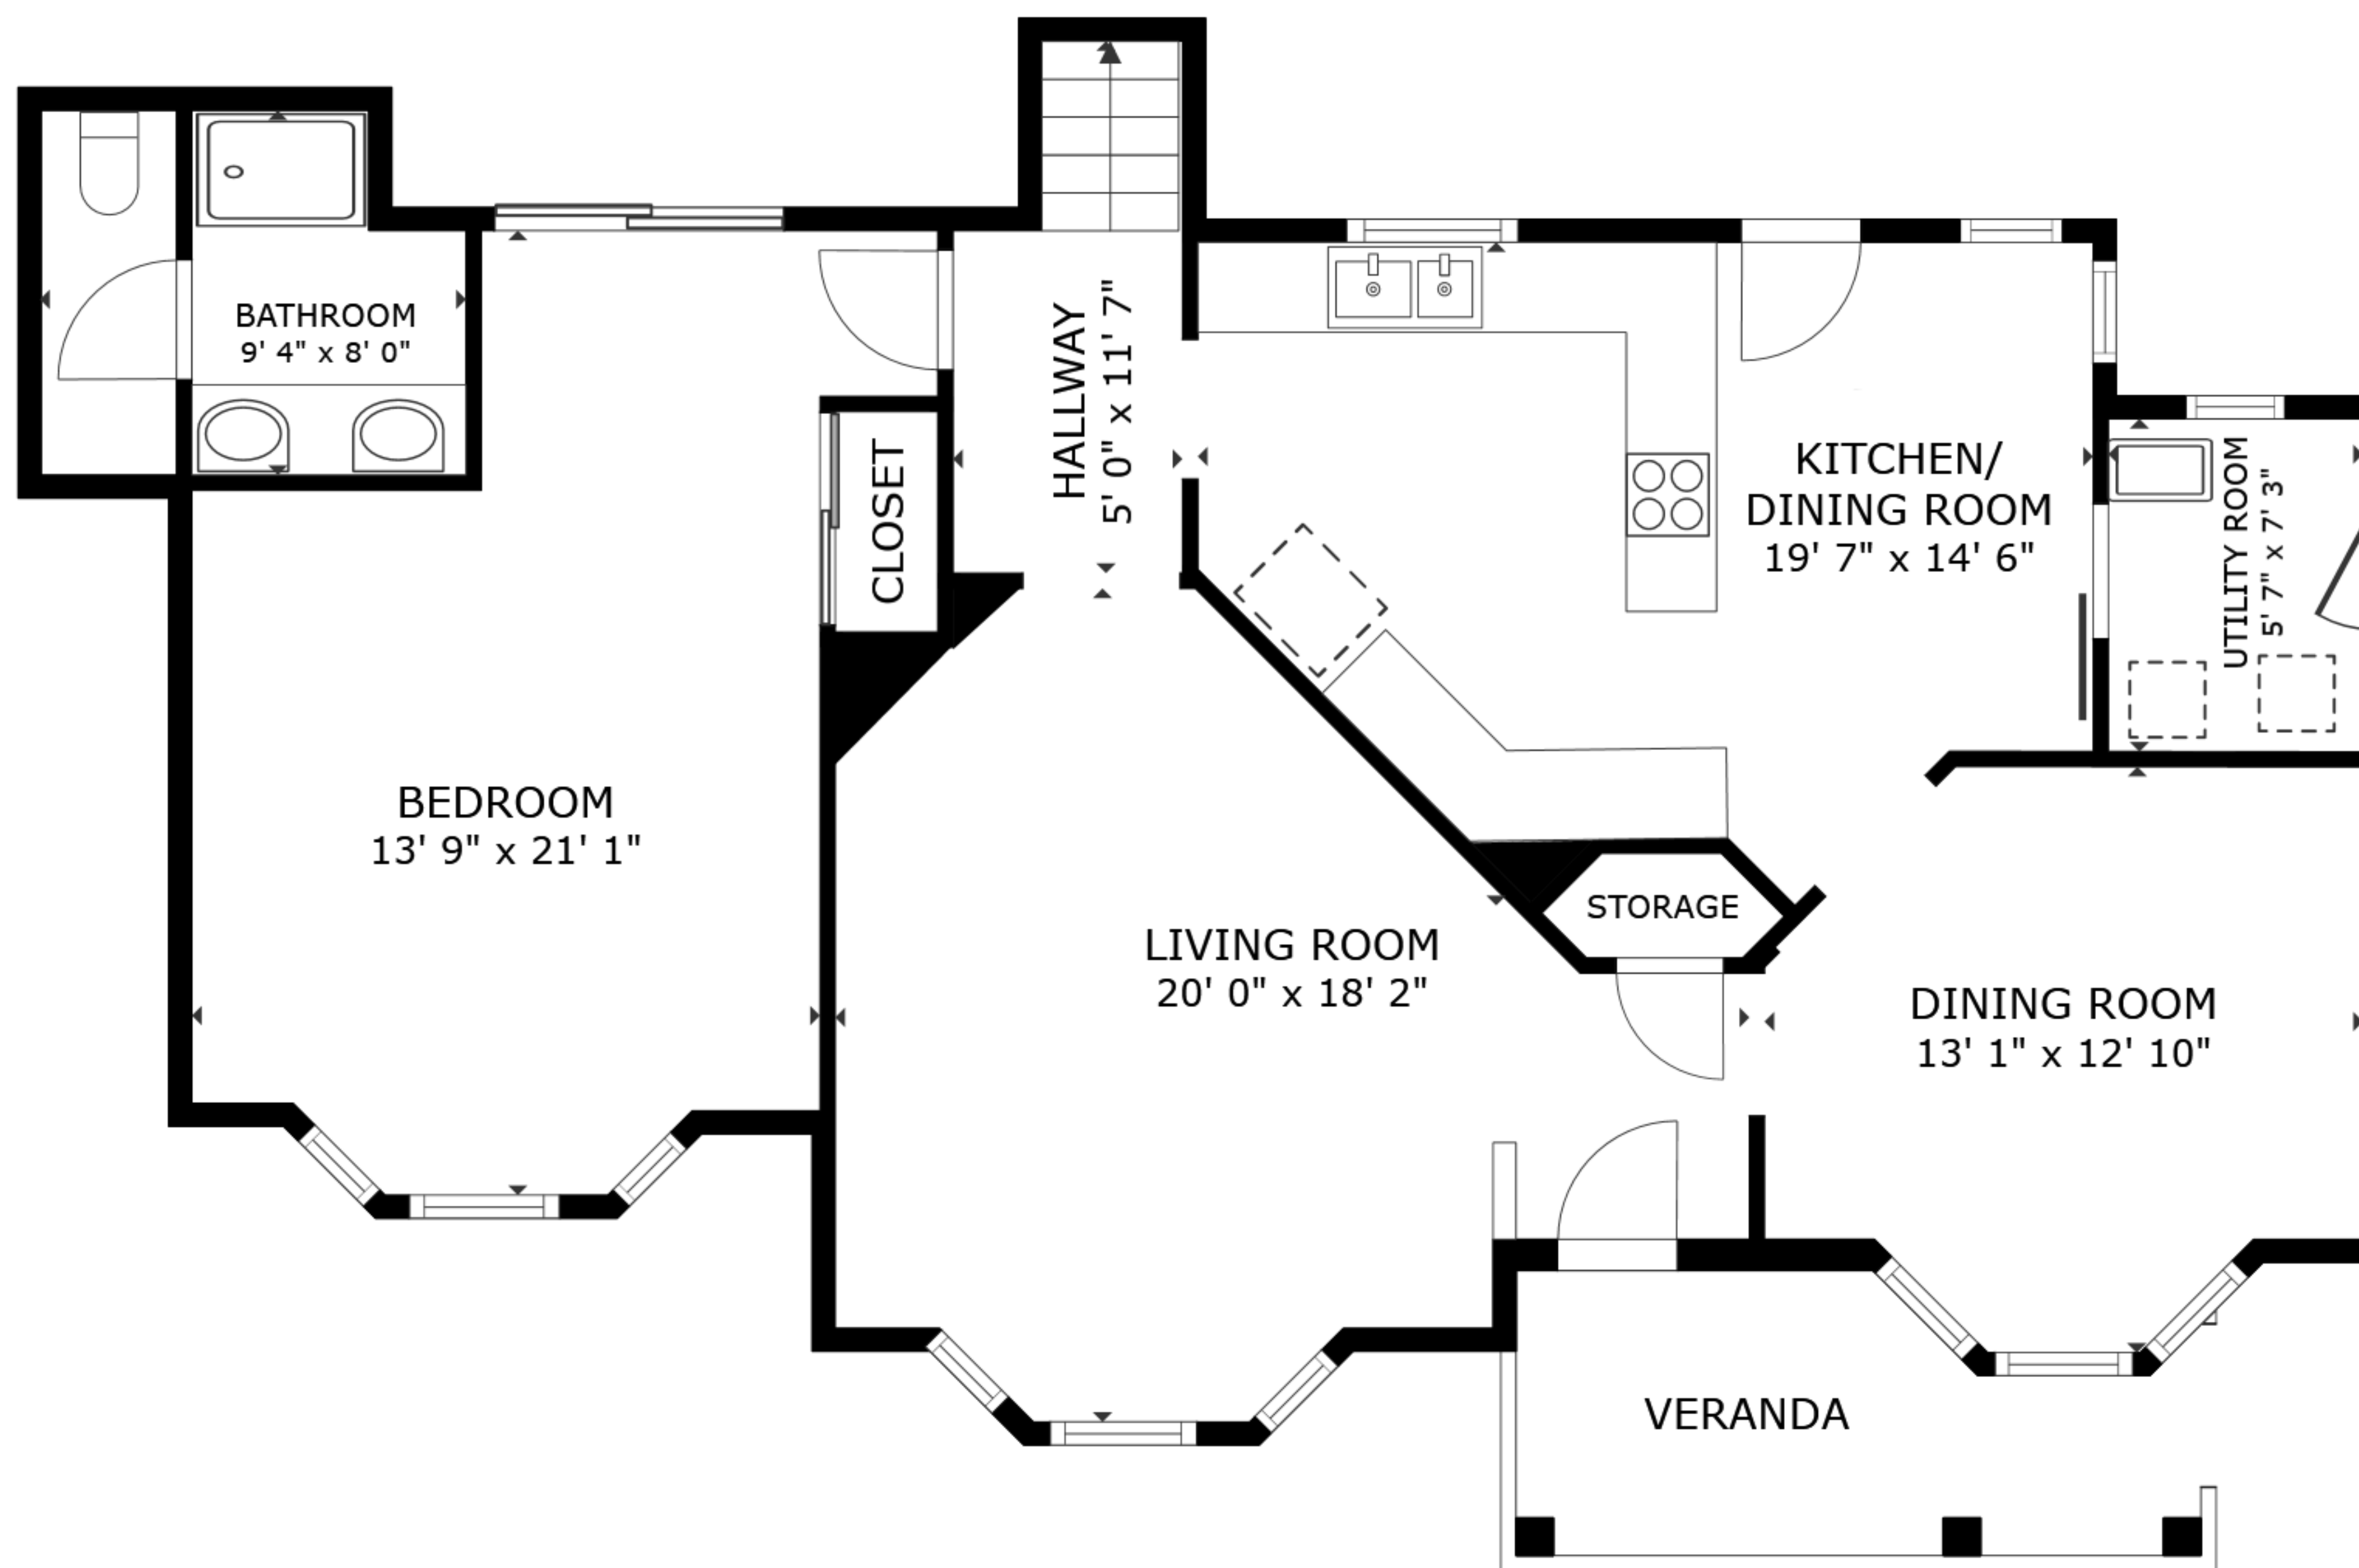 BATHROOM
9' 4" x 8' 0"
HALLWAY
5' 0" x 11' 7"
CLOSET
KITCHEN/
DINING ROOM
19' 7" x 14' 6"
UTILITY ROOM
5' 7" x 7' 3"
BEDROOM
13' 9" x 21' 1"
LIVING ROOM
20' 0" x 18' 2"
STORAGE
DINING ROOM
13' 1" x 12' 10"
VERANDA